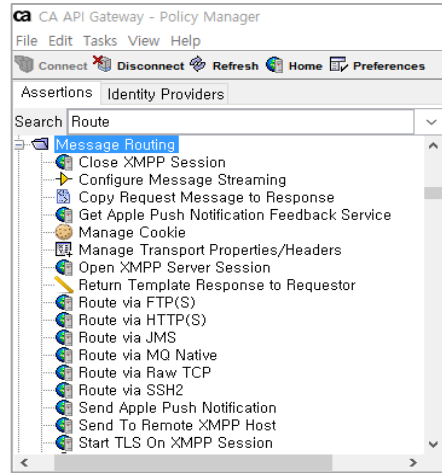 ca CA API Gateway - Policy Manager
File Edit Tasks View Help
Connect Disconnect Refresh Home Preferences
Assertions Identity Providers
Search Route
Message Routing
Close XMPP Session
Configure Message Streaming
Copy Request Message to Response
Get Apple Push Notification Feedback Service
Manage Cookie
Manage Transport Properties/Headers
Open XMPP Server Session
Return Template Response to Requestor
Route via FTP(S)
Route via HTTP(S)
Route via JMS
Route via MQ Native
Route via Raw TCP
Route via SSH2
Send Apple Push Notification
Send To Remote XMPP Host
Start TLS On XMPP Session